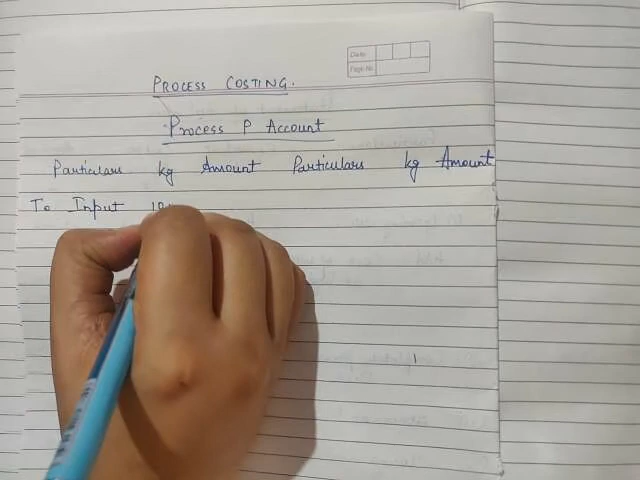 Date
Page No.
PROCESS COSTING.
Process P Account
Particulars kg Amount Particulars kg Amount
To Input